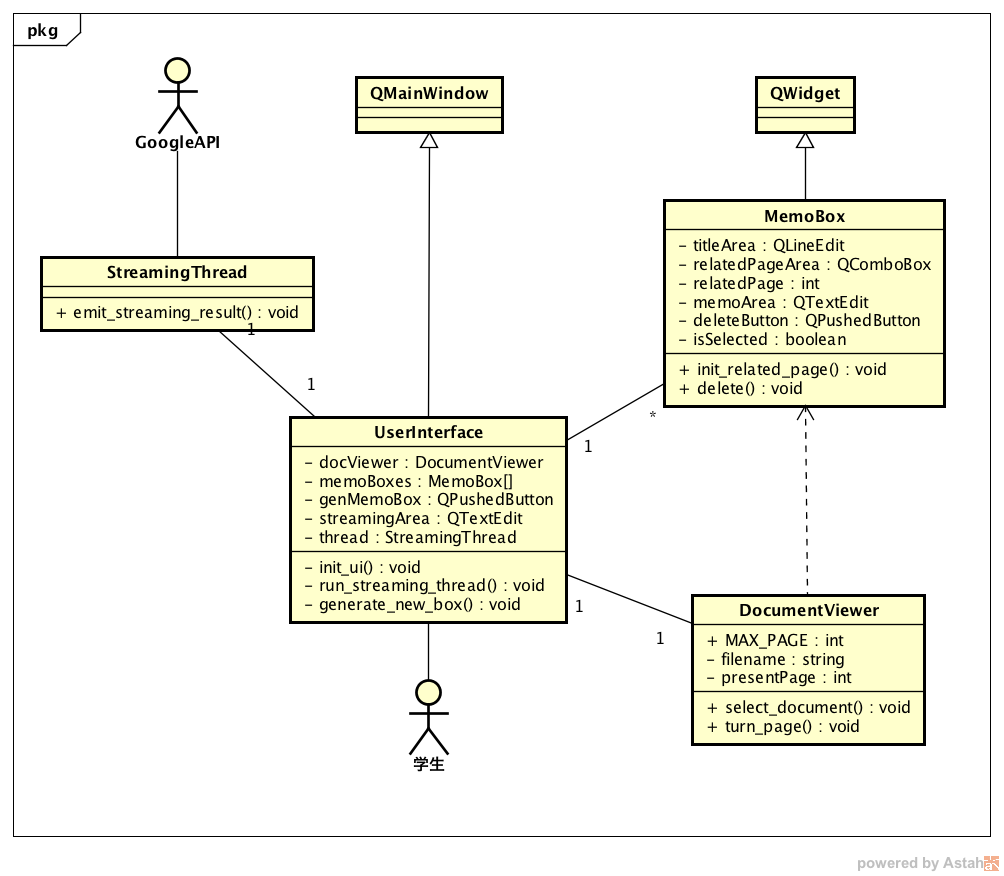 pkg
GoogleAPI
QMainWindow
QWidget
StreamingThread
+ emit_streaming_result() : void
1
1
MemoBox
- titleArea : QLineEdit
- relatedPageArea : QComboBox
- relatedPage : int
- memoArea : QTextEdit
- deleteButton : QPushedButton
- isSelected : boolean
+ init_related_page() : void
+ delete() : void
*
1
UserInterface
- docViewer : DocumentViewer
- memoBoxes : MemoBox[]
- genMemoBox : QPushedButton
- streamingArea : QTextEdit
- thread : StreamingThread
- init_ui() : void
- run_streaming_thread() : void
- generate_new_box() : void
1
1
DocumentViewer
+ MAX_PAGE : int
- filename : string
- presentPage : int
+ select_document() : void
+ turn_page() : void
学生
powered by Astah